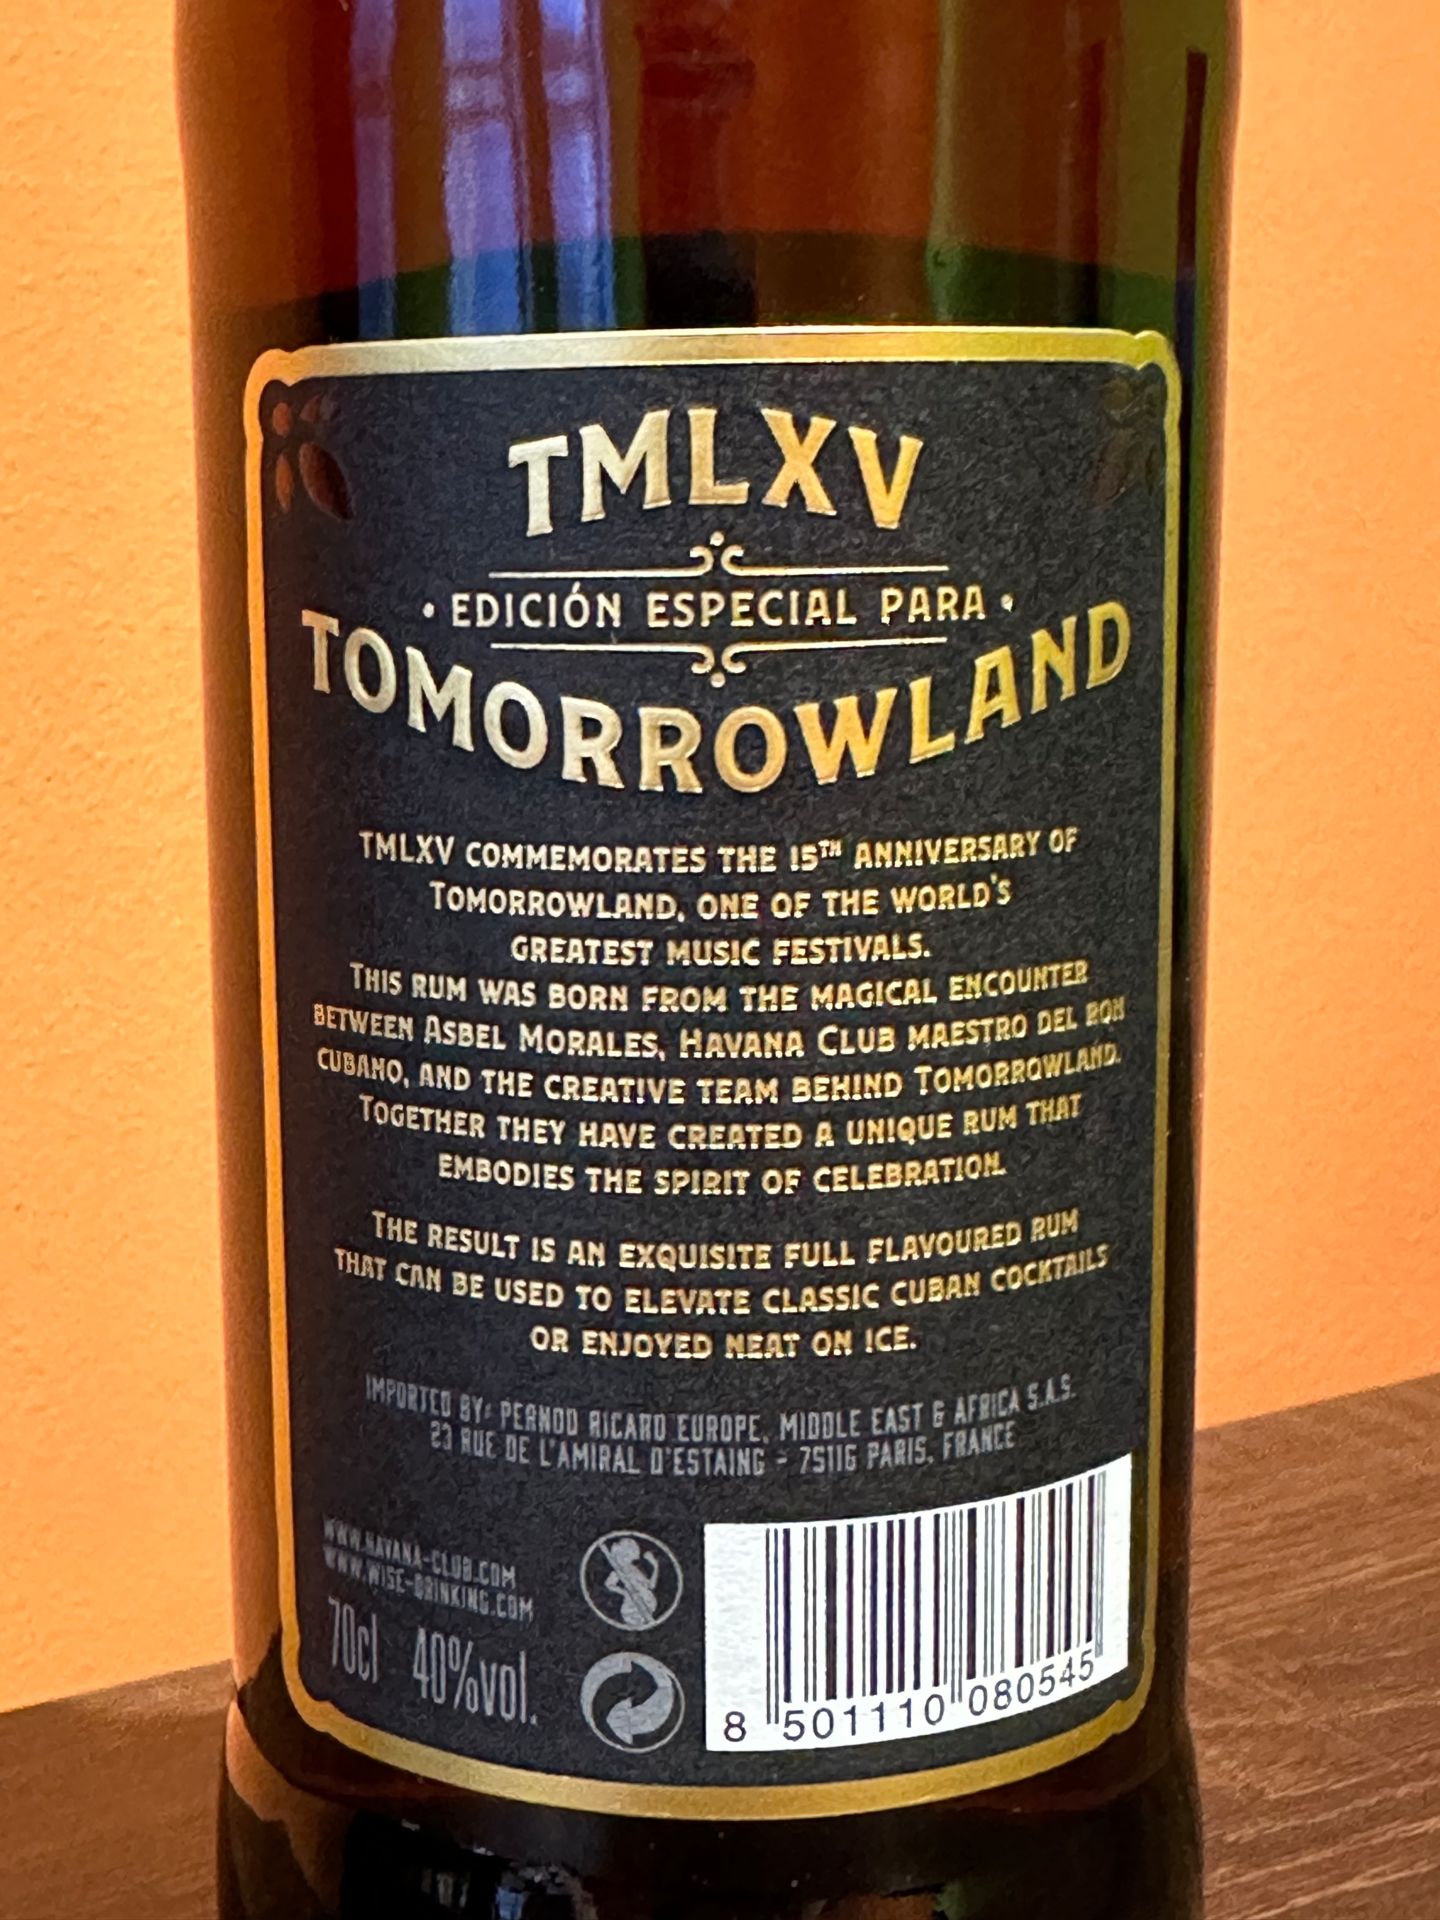 TMLXV
• EDICIÓN ESPECIAL PARA •
TOMORROWLAND
TMLXV COMMEMORATES THE 15TH ANNIVERSARY OF
TOMORROWLAND, ONE OF THE WORLD'S
GREATEST MUSIC FESTIVALS.
THIS RUM WAS BORN FROM THE MAGICAL ENCOUNTER
BETWEEN ASBEL MORALES, HAVANA CLUB MAESTRO DEL RON
CUBANO, AND THE CREATIVE TEAM BEHIND TOMORROWLAND.
TOGETHER THEY HAVE CREATED A UNIQUE RUM THAT
EMBODIES THE SPIRIT OF CELEBRATION.
THE RESULT IS AN EXQUISITE FULL FLAVOURED RUM
THAT CAN BE USED TO ELEVATE CLASSIC CUBAN COCKTAILS
OR ENJOYED NEAT ON ICE.
IMPORTED BY: PERNOD RICARD EUROPE, MIDDLE EAST & AFRICA S.A.S.
23 RUE DE L'AMIRAL D'ESTAING - 75116 PARIS, FRANCE
WWW.HAVANA-CLUB.COM
WWW.WISE-DRINKING.COM
70cl 40%vol.
8 501110 080545